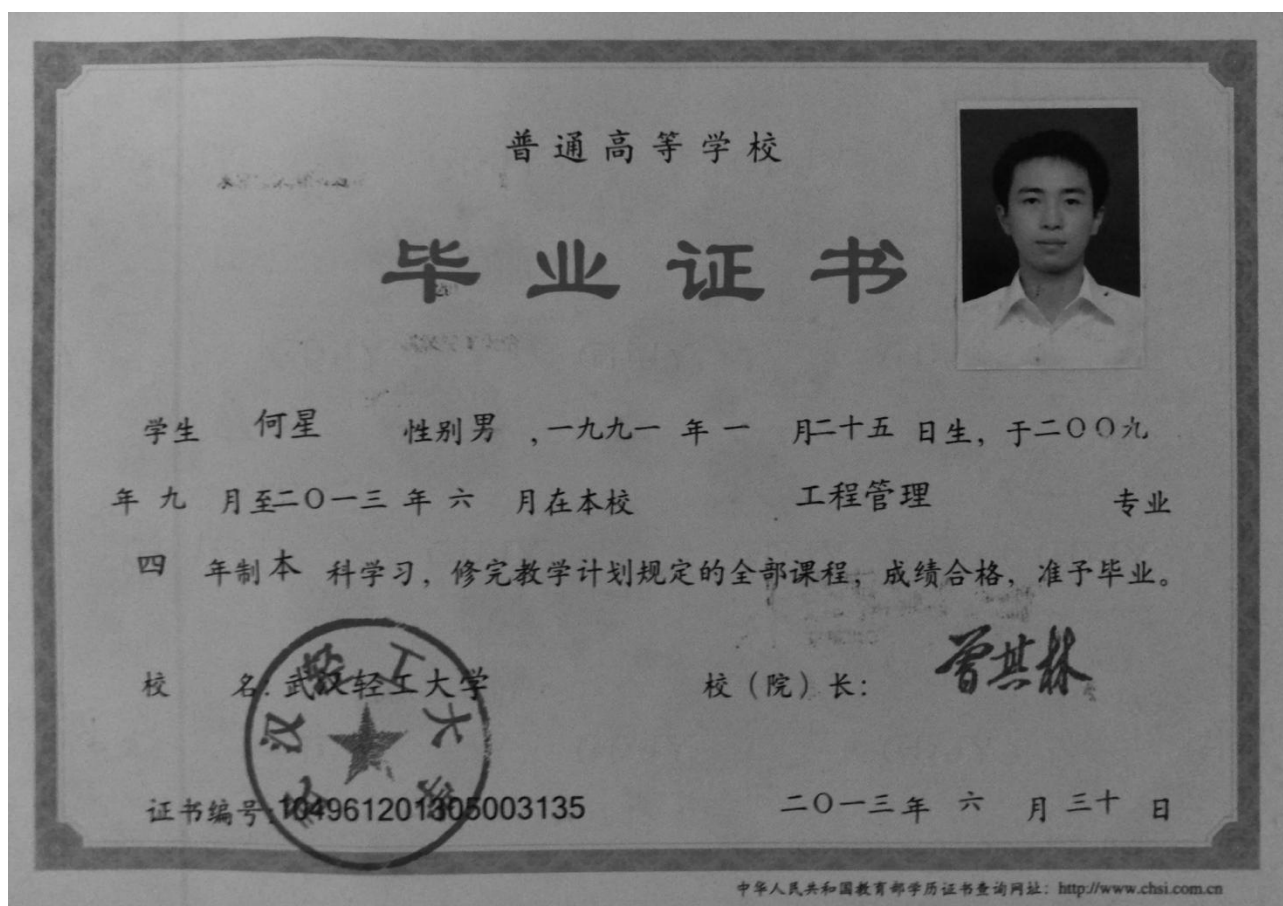 普通高等学校
毕业证书
学生 何星 性别 男 ,一九九一 年 一 月 二十五 日生, 于二〇〇九
年 九 月至二〇一三 年 六 月在本校 工程管理 专业
四 年制 本 科学习, 修完教学计划规定的全部课程, 成绩合格, 准予毕业。
校 名: 武汉轻工大学 校（院）长: 曾其林
武汉轻工大学
证书编号: 104961201305003135 二〇一三 年 六 月 三十 日
中华人民共和国教育部学历证书查询网址: http://www.chsi.com.cn